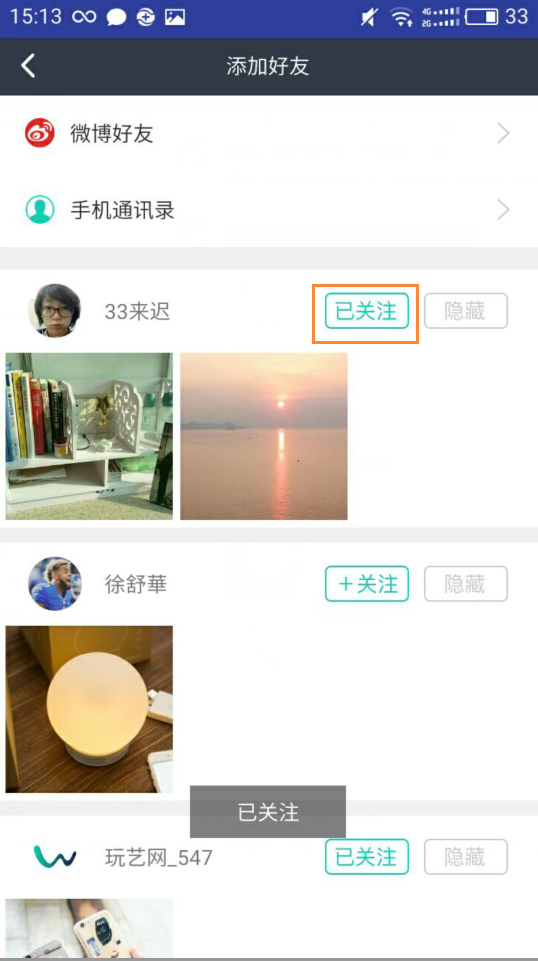 15:13 4G 2G 33
添加好友
微博好友
手机通讯录
33来迟 已关注 隐藏
徐舒華 +关注 隐藏
已关注
玩艺网_547 已关注 隐藏